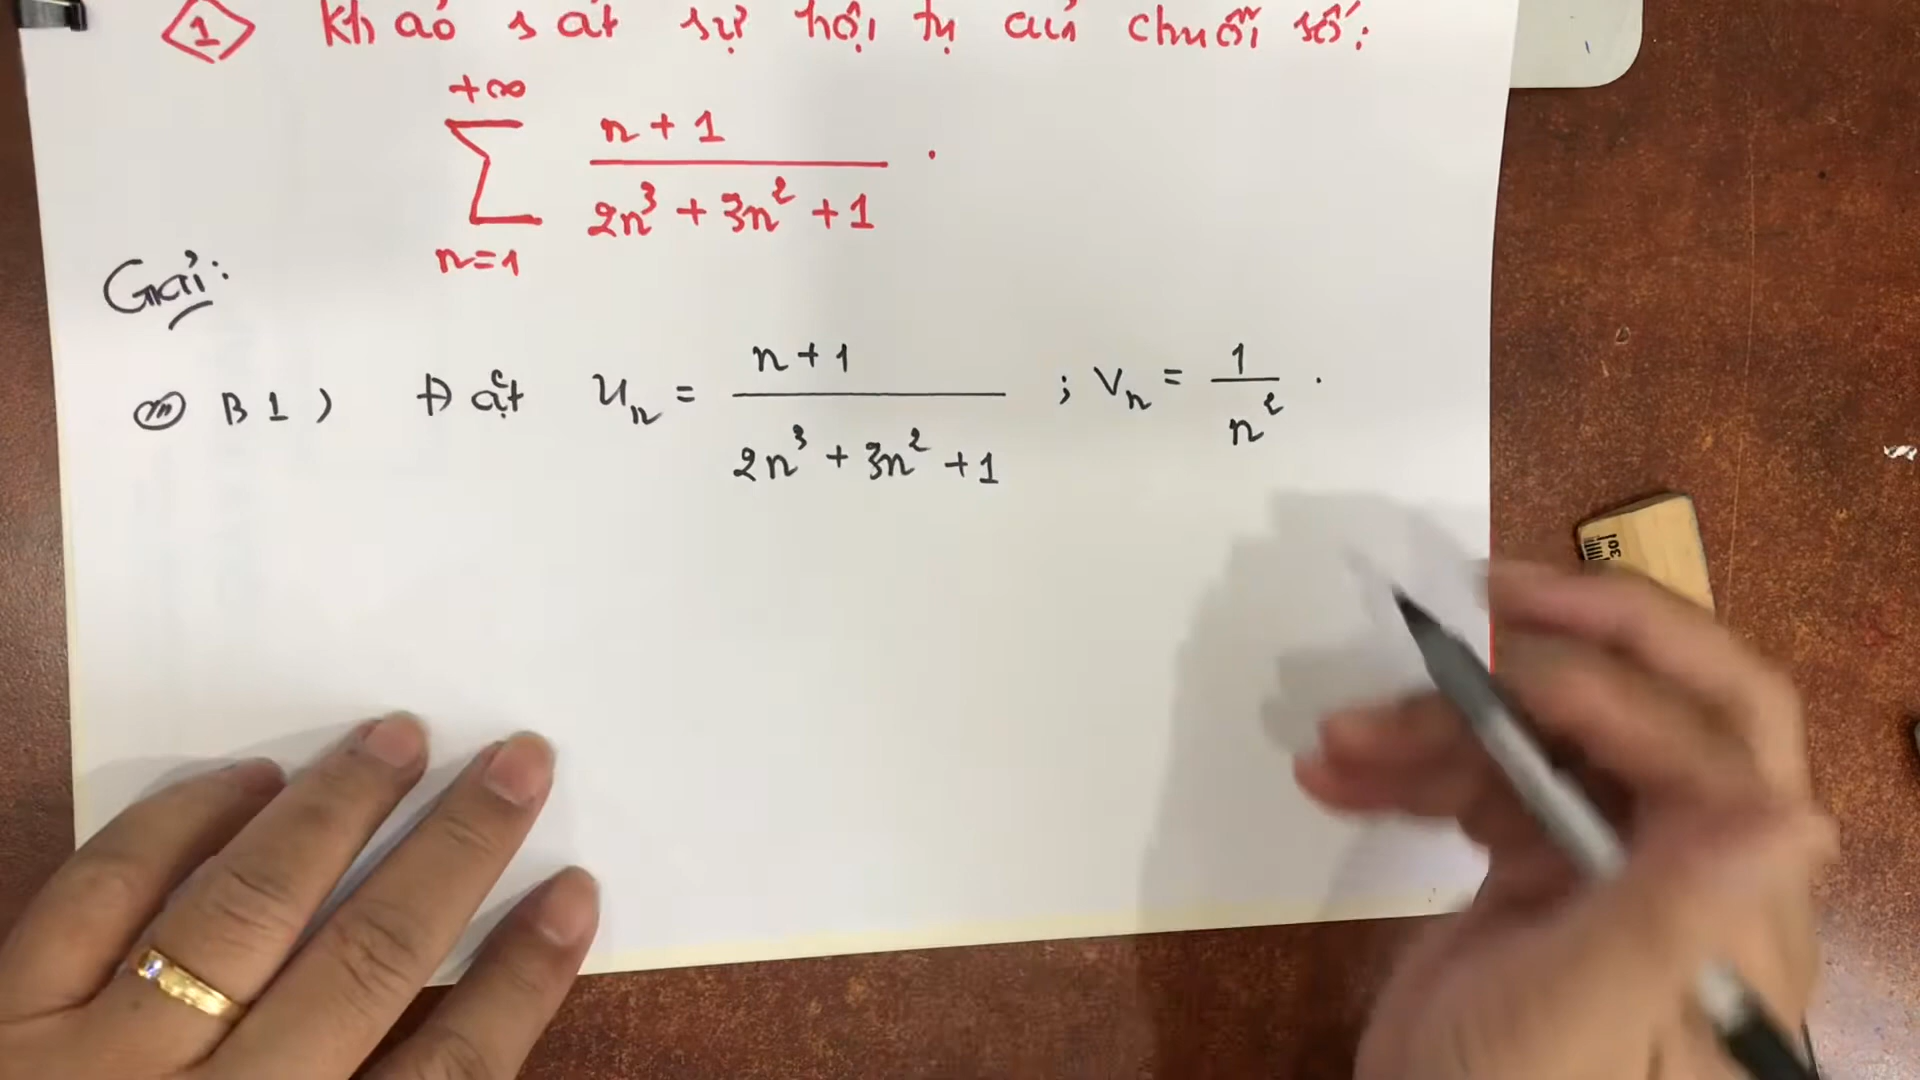 1 Khảo sát sự hội tụ của chuỗi số:
+∞
∑ n + 1 / 2n³ + 3n² + 1 .
n=1
Giải:
B1) Đặt uₙ = n + 1 / 2n³ + 3n² + 1 ; vₙ = 1 / n² .
30